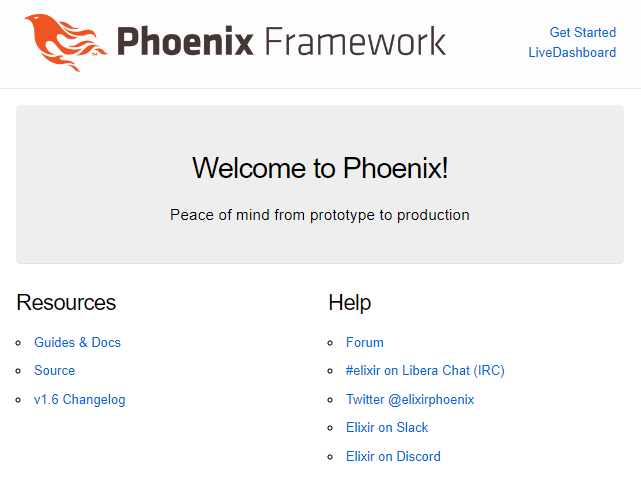 Phoenix Framework
Get Started
LiveDashboard
Welcome to Phoenix!
Peace of mind from prototype to production
Resources
Guides & Docs
Source
v1.6 Changelog
Help
Forum
#elixir on Libera Chat (IRC)
Twitter @elixirphoenix
Elixir on Slack
Elixir on Discord